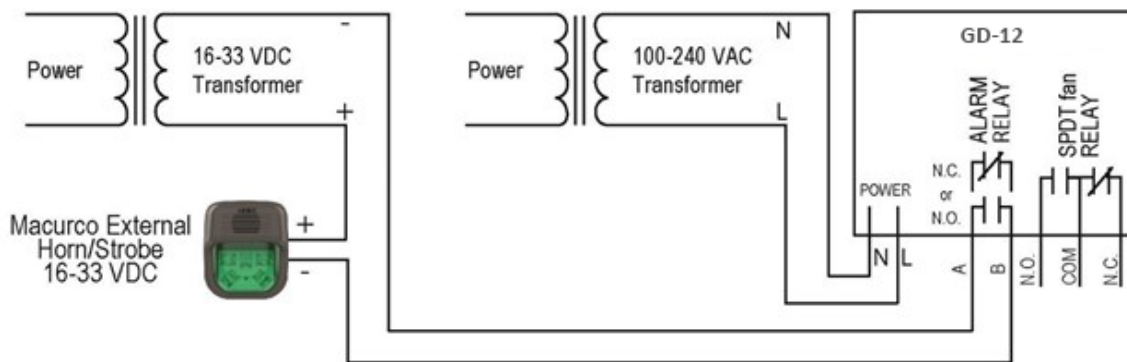 -
16-33 VDC
Transformer
+
Power
N
100-240 VAC
Transformer
L
Power
GD-12
ALARM
RELAY
SPDT fan
RELAY
N.C.
or
N.O.
POWER
N L
A
B
N.O.
COM
N.C.
Macurco External
Horn/Strobe
16-33 VDC
+
-